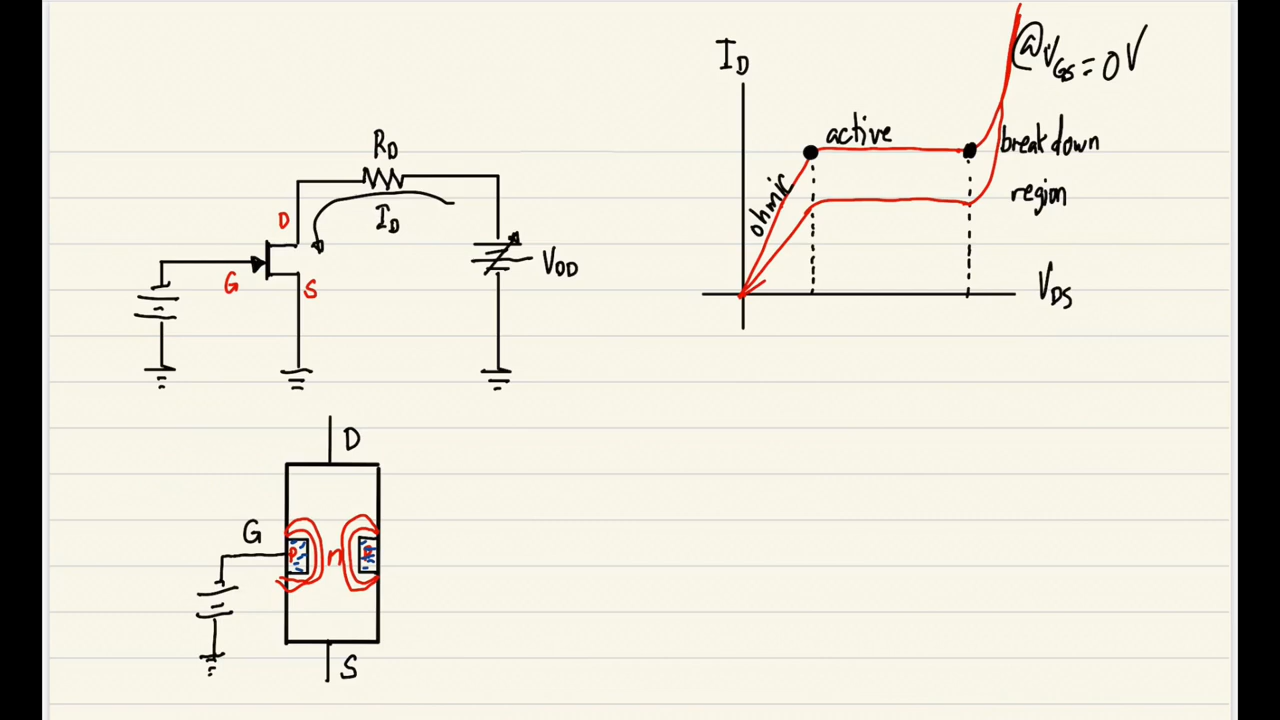 I_D
@V_GS = 0V
active
breakdown
region
ohmic
V_DS
R_D
I_D
D
G
S
V_DD
D
G
P
n
P
S